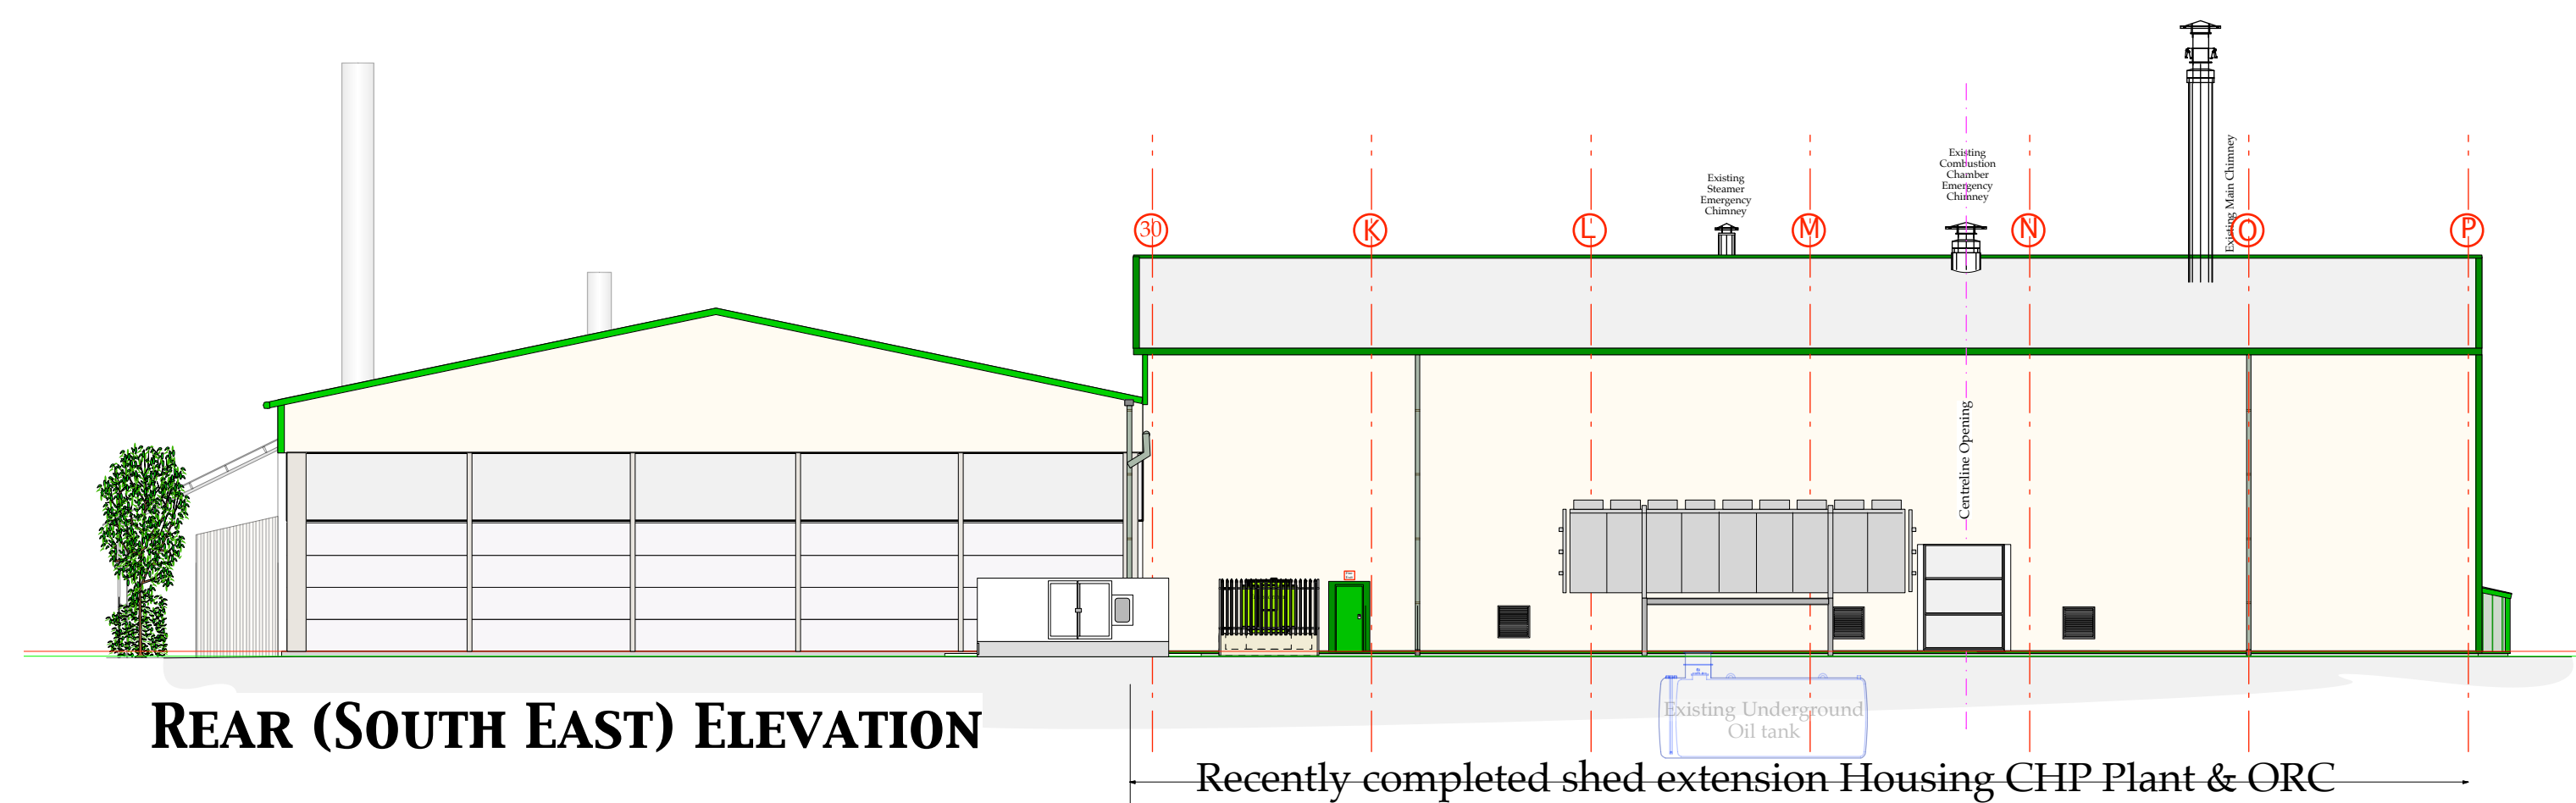 Existing Main Chimney
Existing
Combustion
Chamber
Emergency
Chimney
Existing
Steamer
Emergency
Chimney
30
K
L
M
N
O
P
Centreline Opening
Existing Underground
Oil tank
REAR (SOUTH EAST) ELEVATION
Recently completed shed extension Housing CHP Plant & ORC